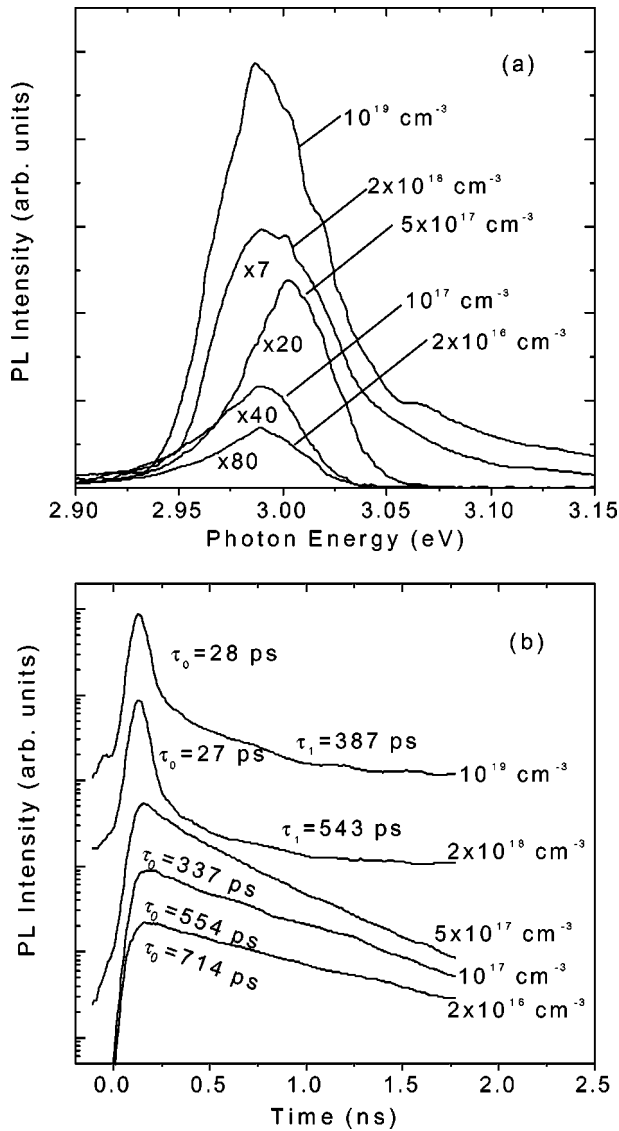 (a)
PL Intensity (arb. units)
10¹⁹ cm⁻³
2x10¹⁸ cm⁻³
5x10¹⁷ cm⁻³
x7
10¹⁷ cm⁻³
2x10¹⁶ cm⁻³
x20
x40
x80
2.90 2.95 3.00 3.05 3.10 3.15
Photon Energy (eV)
(b)
PL Intensity (arb. units)
τ₀=28 ps
τ₁=387 ps
10¹⁹ cm⁻³
τ₀=27 ps
τ₁=543 ps
2x10¹⁸ cm⁻³
τ₀=337 ps
5x10¹⁷ cm⁻³
τ₀=554 ps
10¹⁷ cm⁻³
τ₀=714 ps
2x10¹⁶ cm⁻³
0.0 0.5 1.0 1.5 2.0 2.5
Time (ns)